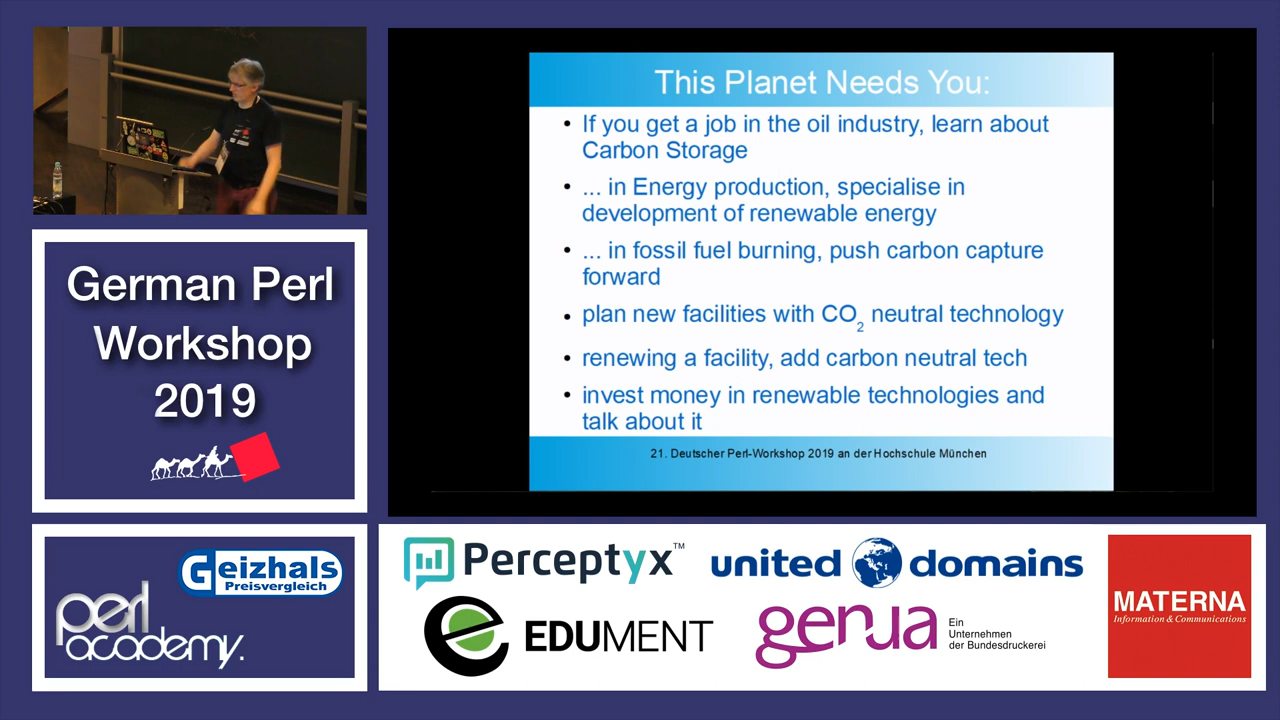 This Planet Needs You:
• If you get a job in the oil industry, learn about
Carbon Storage
• ... in Energy production, specialise in
development of renewable energy
• ... in fossil fuel burning, push carbon capture
forward
• plan new facilities with CO2 neutral technology
• renewing a facility, add carbon neutral tech
• invest money in renewable technologies and
talk about it
21. Deutscher Perl-Workshop 2019 an der Hochschule München
German Perl
Workshop
2019
Geizhals
Preisvergleich
perl
academy.
Perceptyx™
united domains
EDUMENT
genua
Ein
Unternehmen
der Bundesdruckerei
MATERNA
Information & Communications